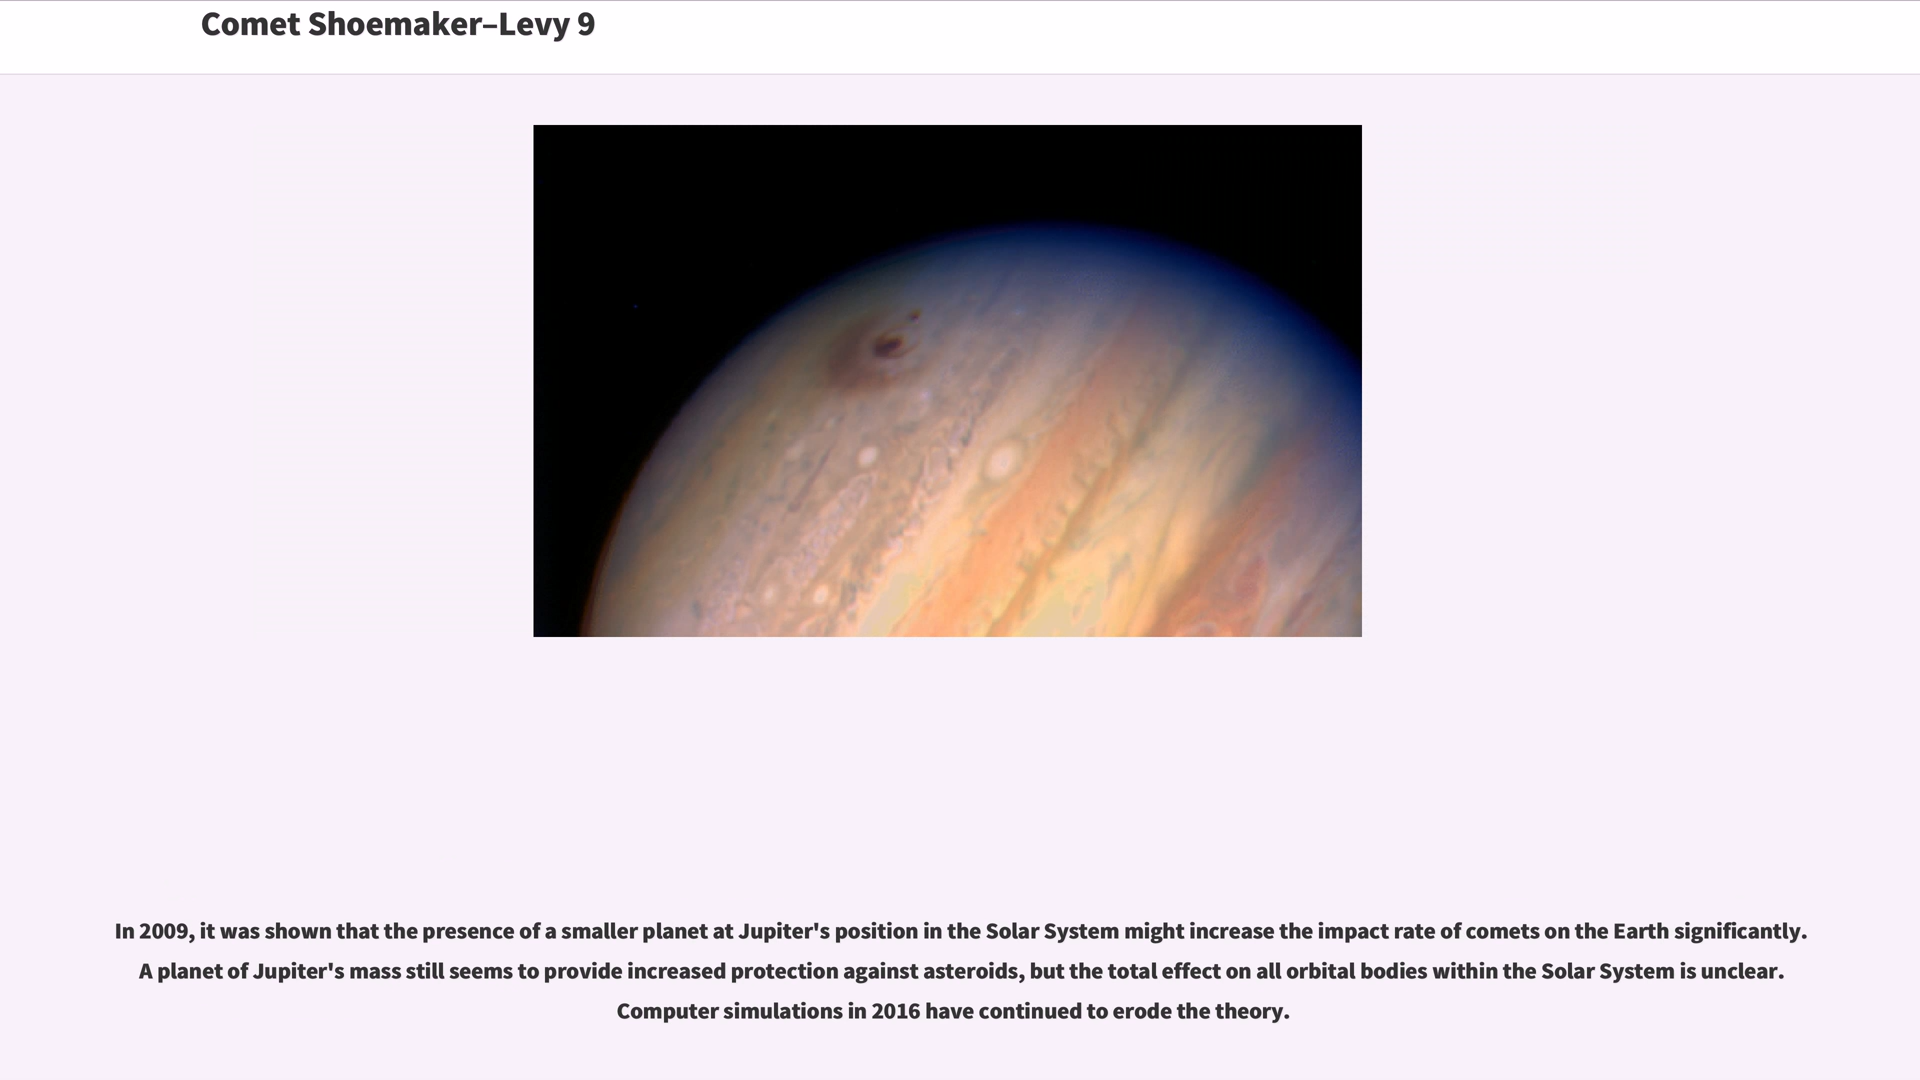 Comet Shoemaker–Levy 9
In 2009, it was shown that the presence of a smaller planet at Jupiter's position in the Solar System might increase the impact rate of comets on the Earth significantly.
A planet of Jupiter's mass still seems to provide increased protection against asteroids, but the total effect on all orbital bodies within the Solar System is unclear.
Computer simulations in 2016 have continued to erode the theory.